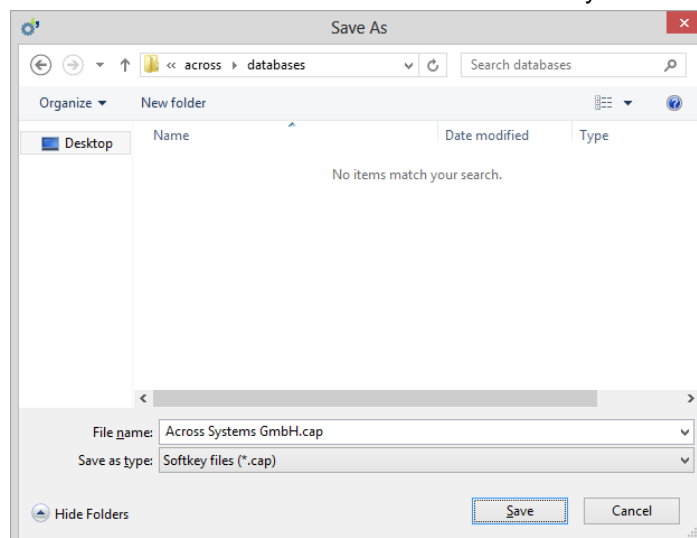 Save As
« across databases
Search databases
Organize
New folder
Desktop
Name
Date modified
Type
No items match your search.
File name: Across Systems GmbH.cap
Save as type: Softkey files (*.cap)
Hide Folders
Save
Cancel